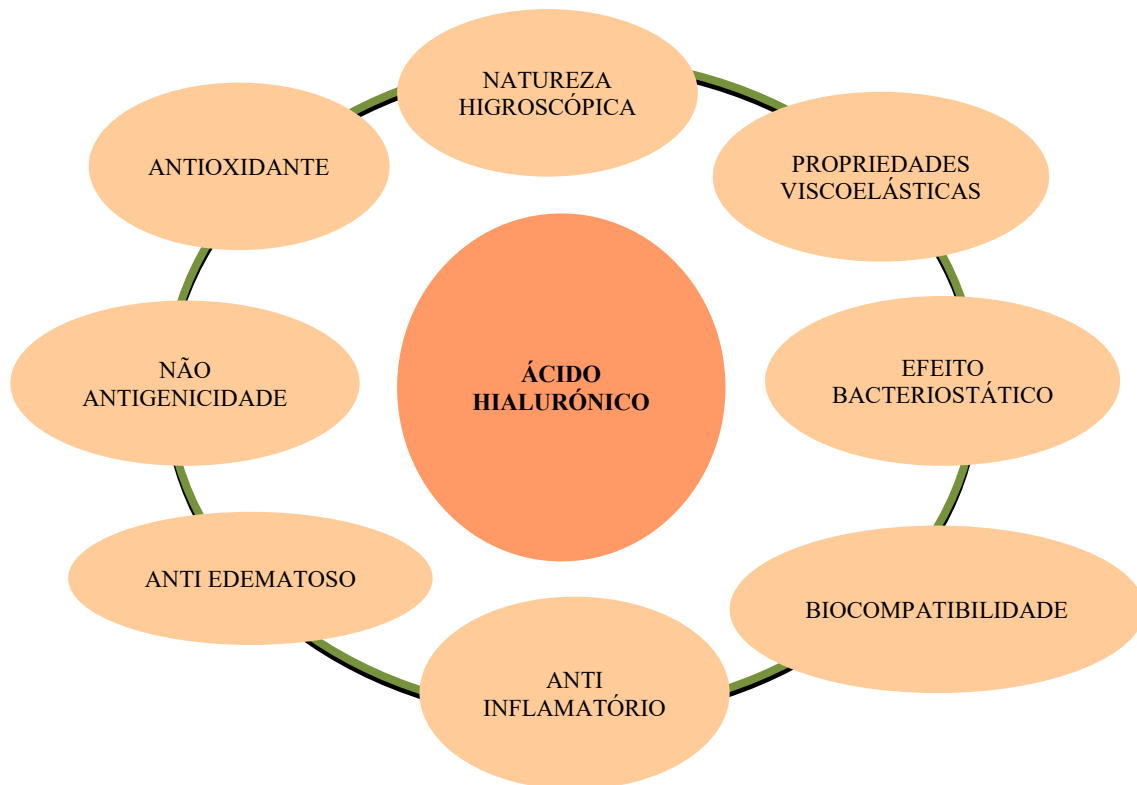 NATUREZA
HIGROSCÓPICA
ANTIOXIDANTE
PROPRIEDADES
VISCOELÁSTICAS
NÃO
ANTIGENICIDADE
ÁCIDO
HIALURÓNICO
EFEITO
BACTERIOSTÁTICO
ANTI EDEMATOSO
BIOCOMPATIBILIDADE
ANTI
INFLAMATÓRIO